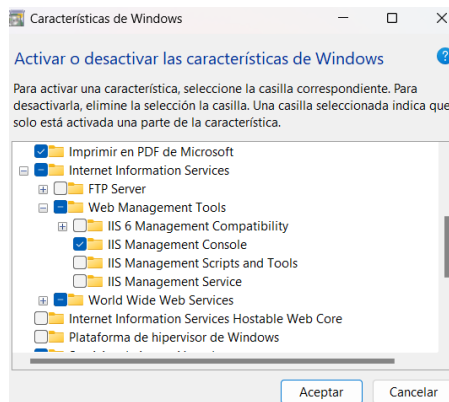 Características de Windows
Activar o desactivar las características de Windows
Para activar una característica, seleccione la casilla correspondiente. Para
desactivarla, elimine la selección la casilla. Una casilla seleccionada indica que
solo está activada una parte de la característica.
Imprimir en PDF de Microsoft
Internet Information Services
FTP Server
Web Management Tools
IIS 6 Management Compatibility
IIS Management Console
IIS Management Scripts and Tools
IIS Management Service
World Wide Web Services
Internet Information Services Hostable Web Core
Plataforma de hipervisor de Windows
Aceptar Cancelar